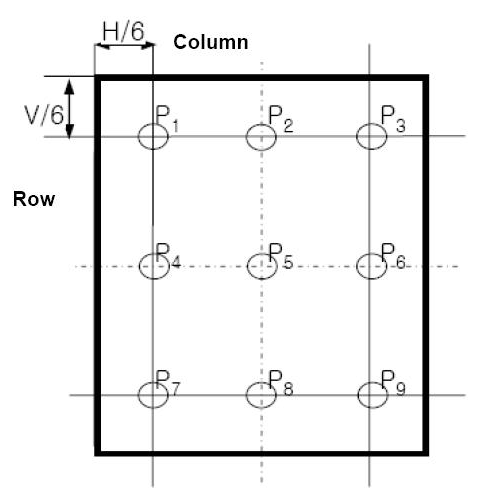 H/6
Column
V/6
P1 P2 P3
Row
P4 P5 P6
P7 P8 P9